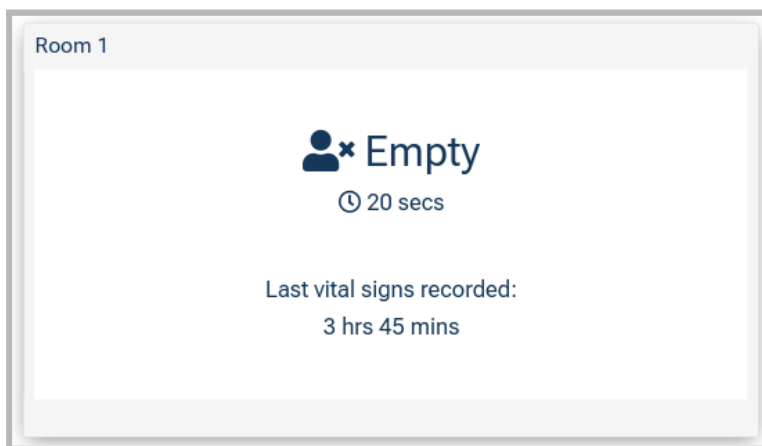 Room 1
Empty
20 secs
Last vital signs recorded:
3 hrs 45 mins